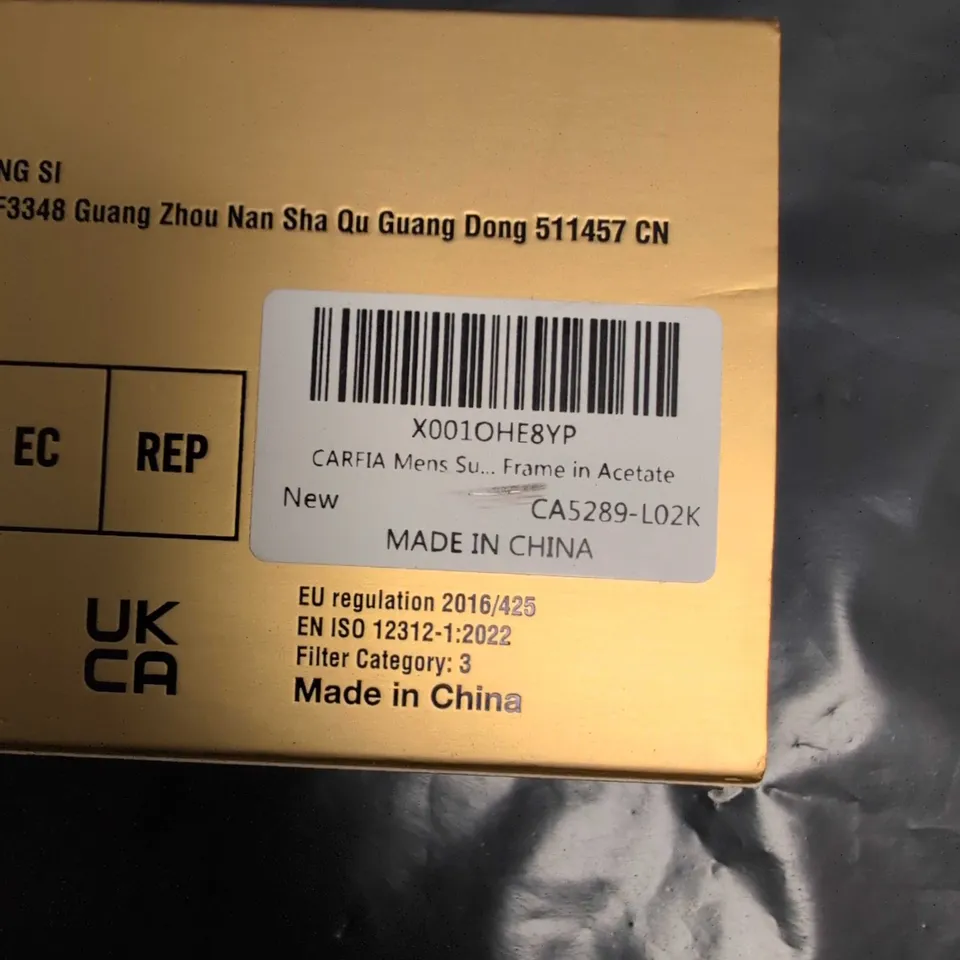 NG SI
F3348 Guang Zhou Nan Sha Qu Guang Dong 511457 CN
X001OHE8YP
CARFIA Mens Su... Frame in Acetate
New
CA5289-L02K
MADE IN CHINA
EC REP
UK
CA
EU regulation 2016/425
EN ISO 12312-1:2022
Filter Category: 3
Made in China